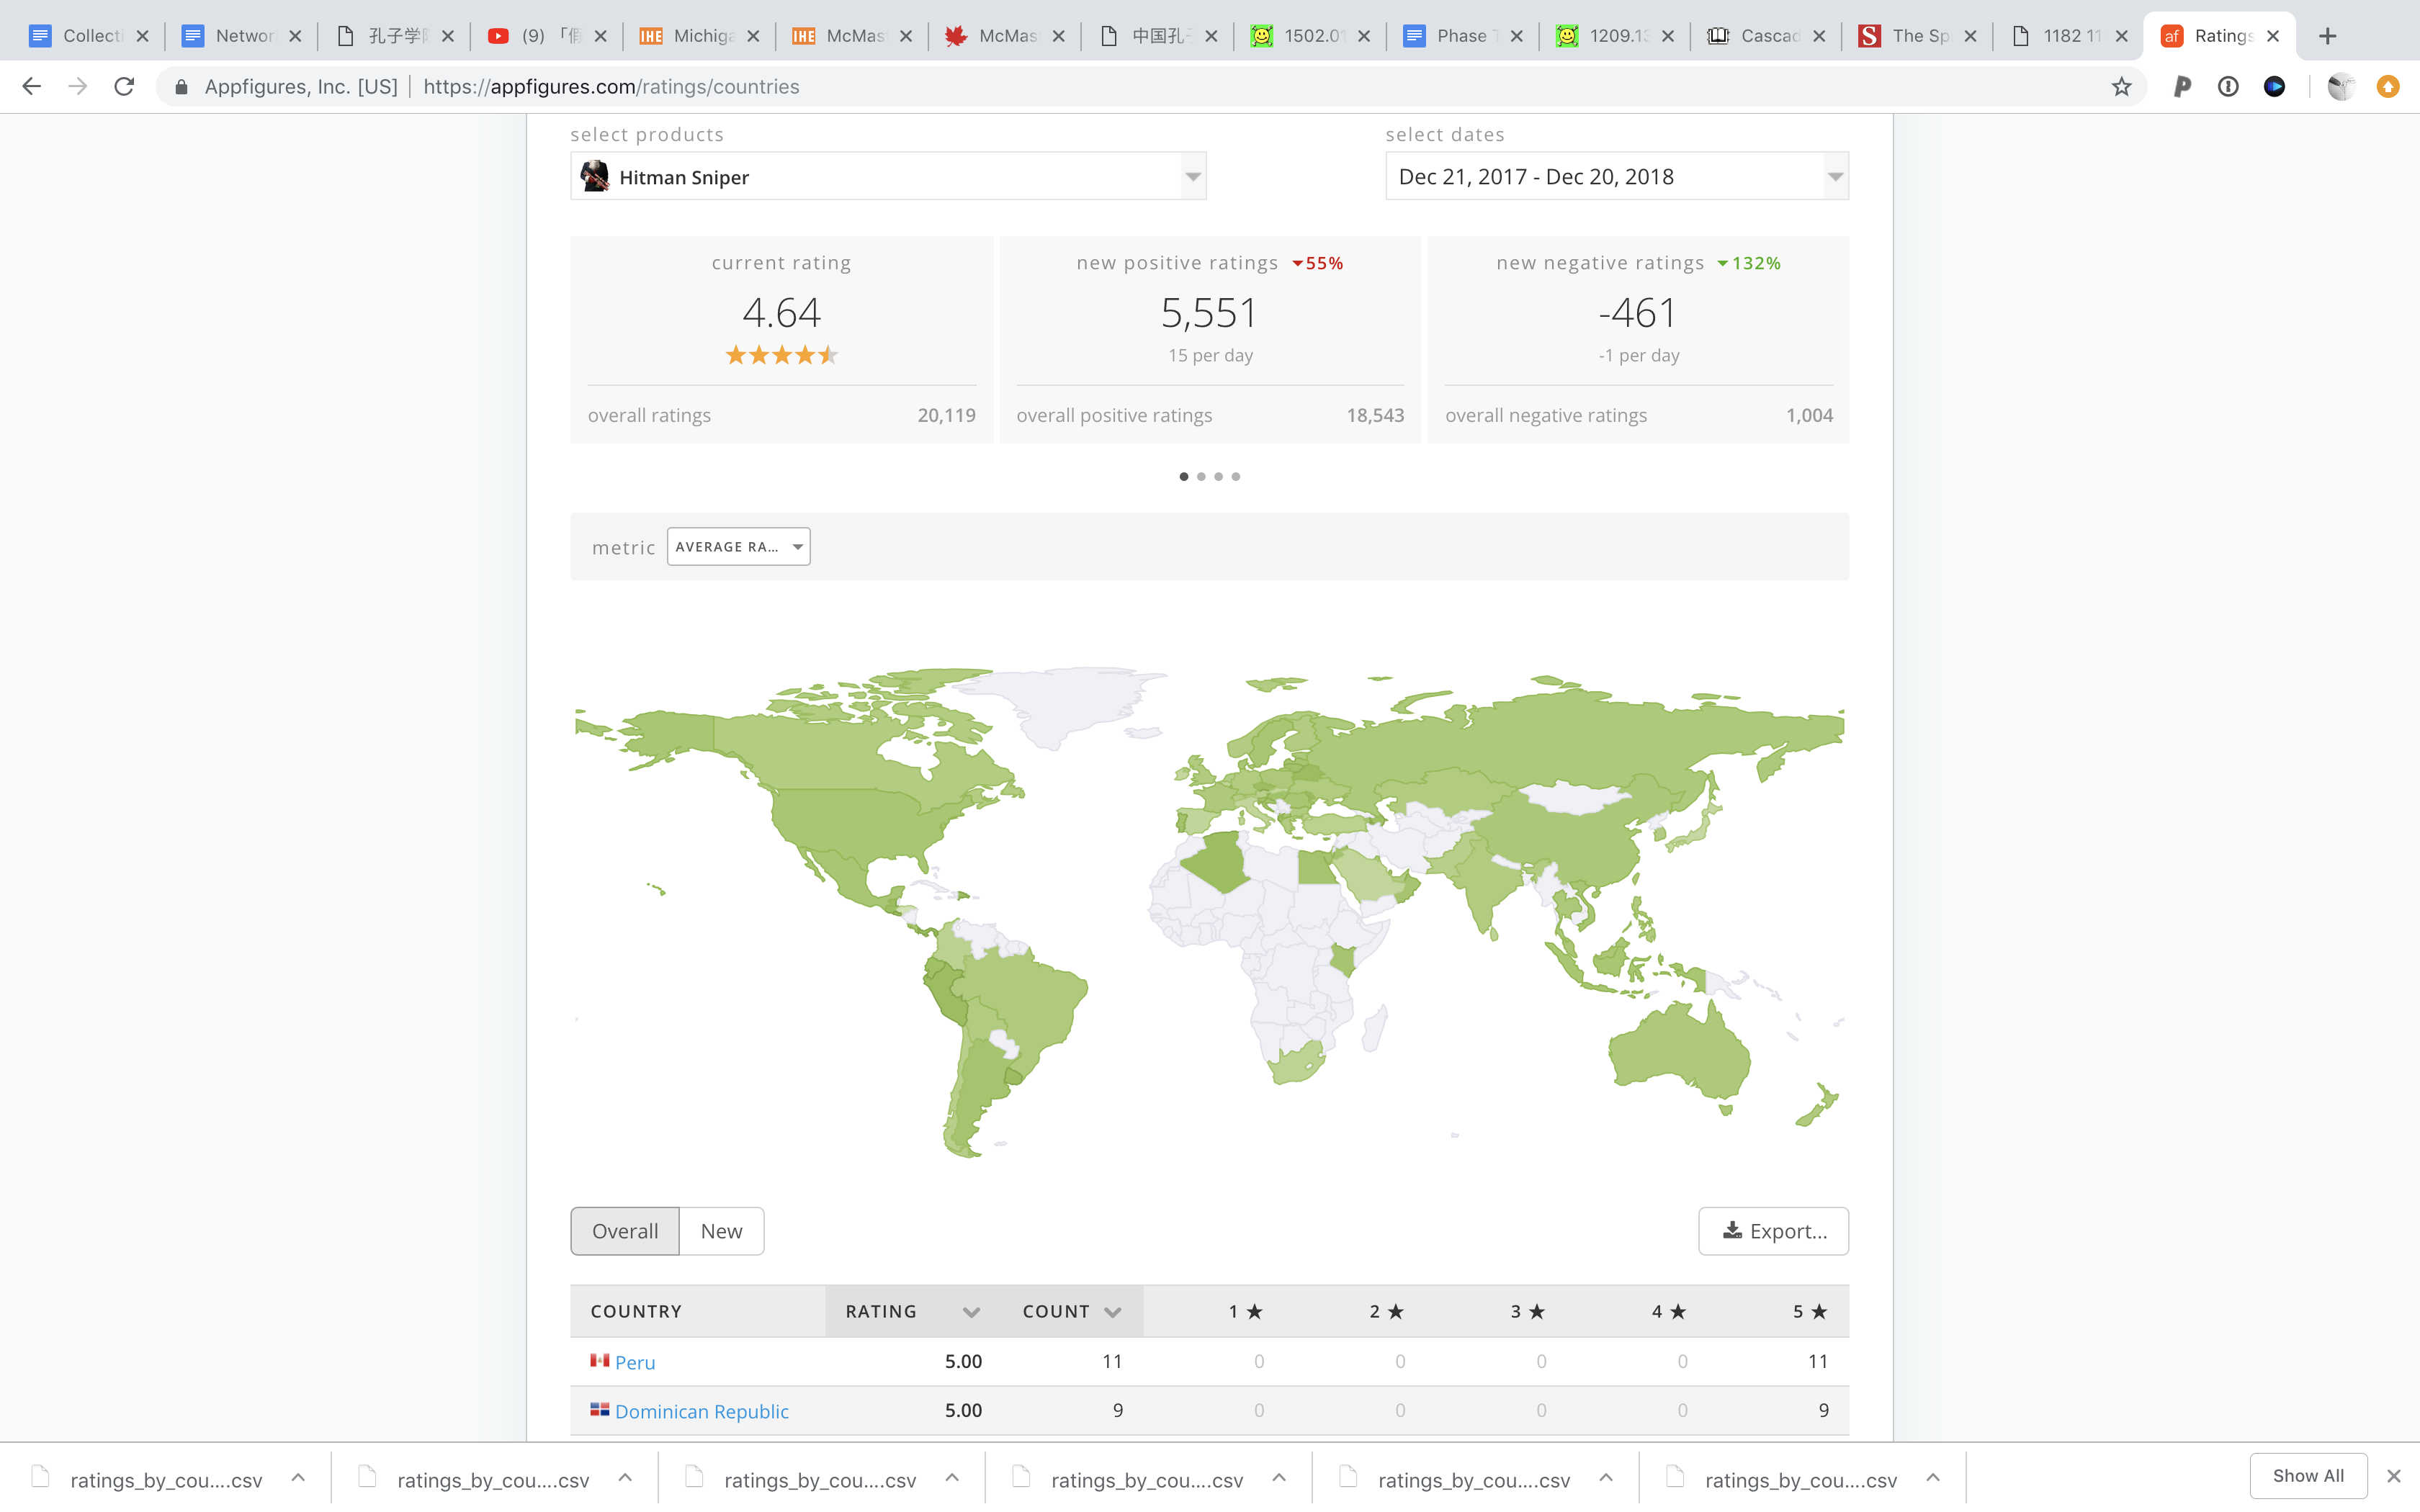 Collecti
Networ
孔子学
(9) 「
Michiga
McMas
McMas
中国孔子
1502.01
Phase T
1209.13
Cascad
The Sp
1182 11
Ratings
Appfigures, Inc. [US] | https://appfigures.com/ratings/countries
select products
select dates
Hitman Sniper
Dec 21, 2017 - Dec 20, 2018
current rating
4.64
overall ratings 20,119
new positive ratings 55%
5,551
15 per day
overall positive ratings 18,543
new negative ratings 132%
-461
-1 per day
overall negative ratings 1,004
metric AVERAGE RA...
Overall New
Export...
COUNTRY RATING COUNT 1 ★ 2 ★ 3 ★ 4 ★ 5 ★
Peru 5.00 11 0 0 0 0 11
Dominican Republic 5.00 9 0 0 0 0 9
ratings_by_cou....csv
ratings_by_cou....csv
ratings_by_cou....csv
ratings_by_cou....csv
ratings_by_cou....csv
ratings_by_cou....csv
Show All